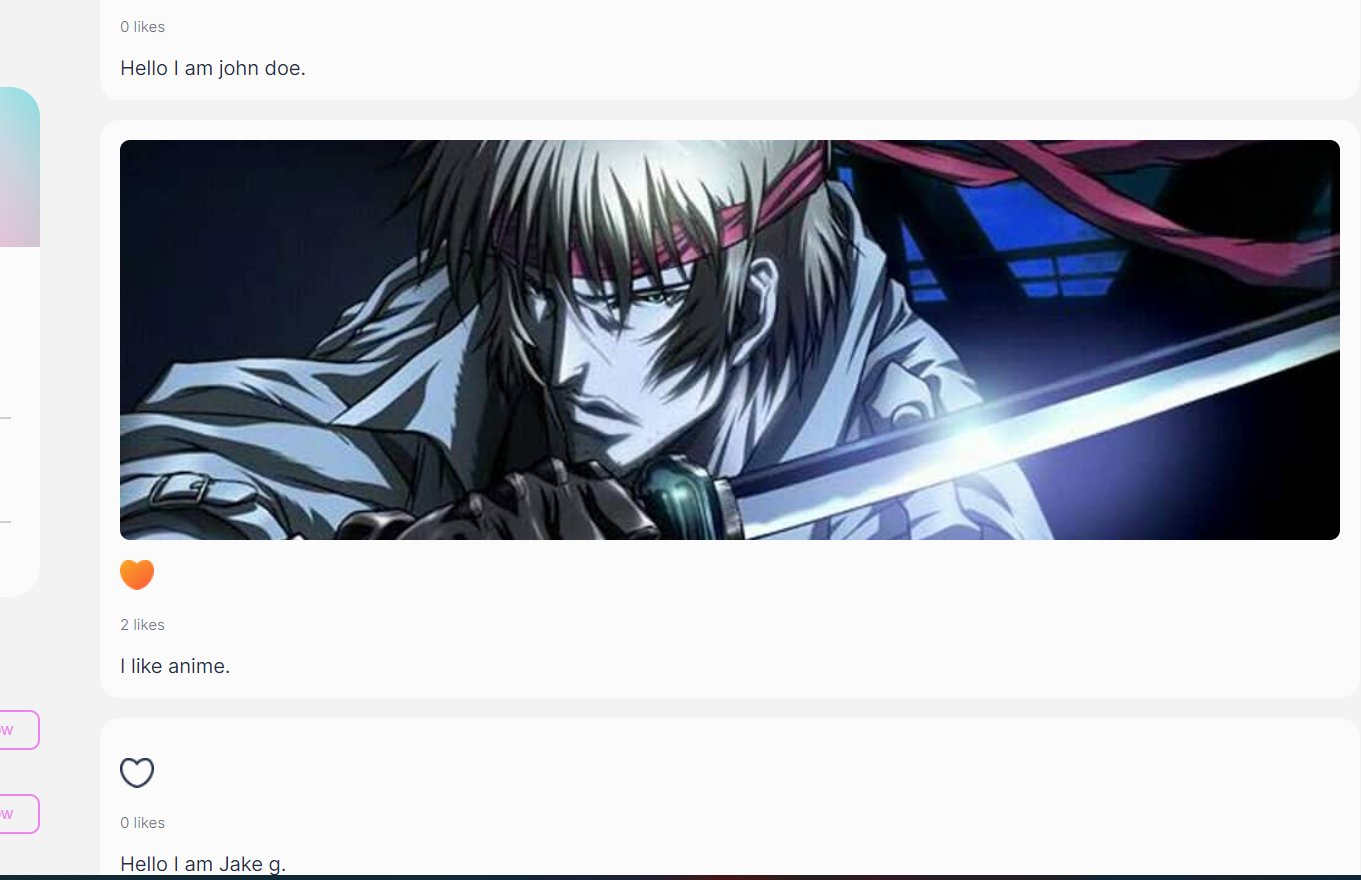 0 likes
Hello I am john doe.
2 likes
I like anime.
ow
ow
0 likes
Hello I am Jake g.